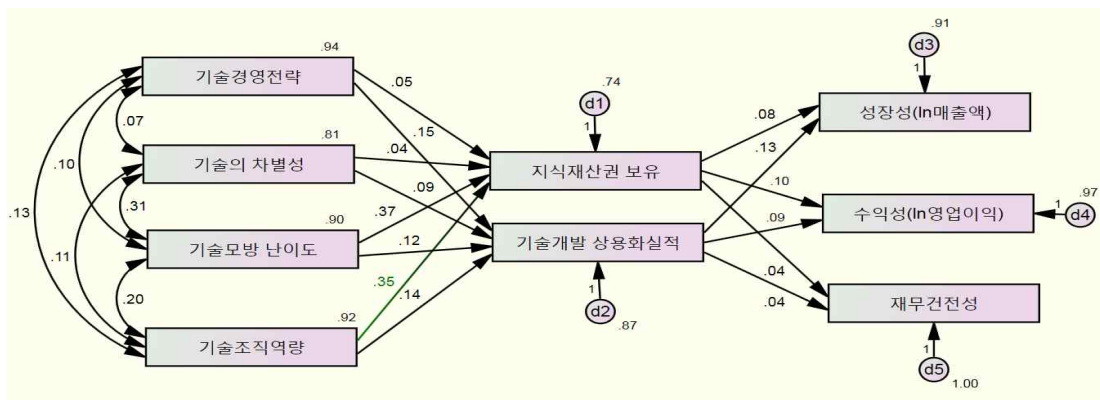 .94
기술경영전략
.81
기술의 차별성
.90
기술모방 난이도
.92
기술조직역량
.07
.10
.13
.31
.11
.20
.05
.15
.04
.09
.37
.12
.35
.14
.74
d1
1
지식재산권 보유
기술개발 상용화실적
1
d2
.87
.08
.13
.10
.09
.04
.04
.91
d3
1
성장성(ln매출액)
.97
수익성(ln영업이익)
1
d4
재무건전성
1
d5
1.00